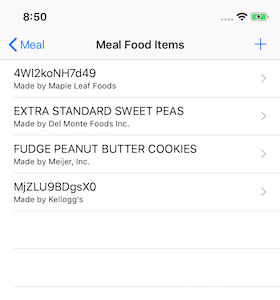 8:50
Meal
Meal Food Items
4Wl2koNH7d49
Made by Maple Leaf Foods
EXTRA STANDARD SWEET PEAS
Made by Del Monte Foods Inc.
FUDGE PEANUT BUTTER COOKIES
Made by Meijer, Inc.
MjZLU9BDgsX0
Made by Kellogg's